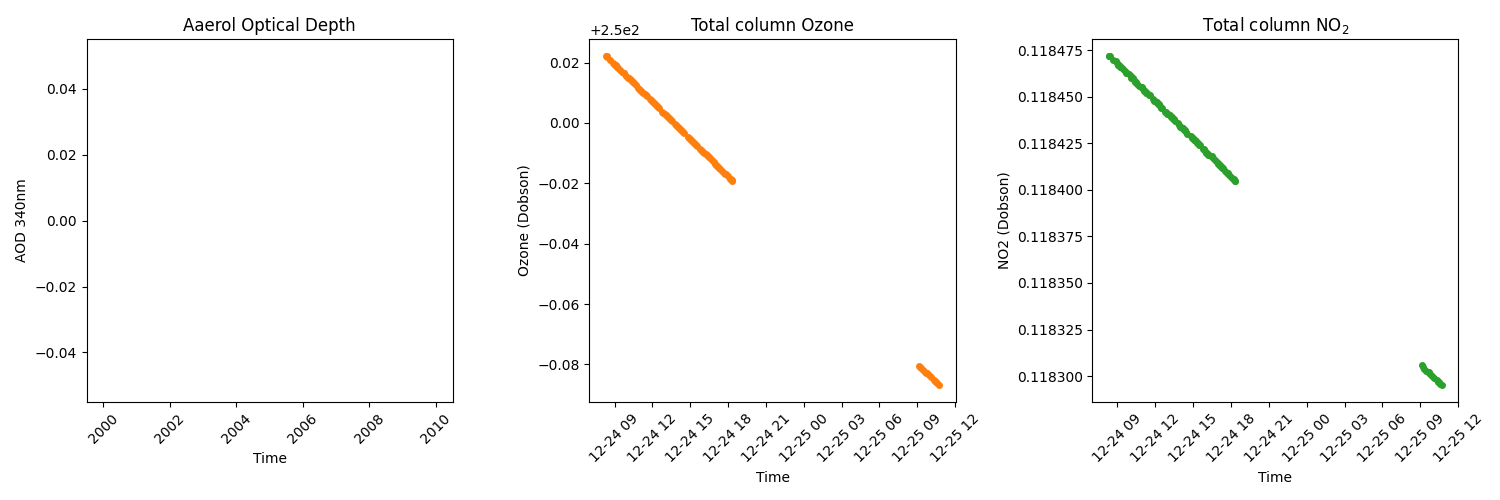 Aaerol Optical Depth
AOD 340nm
0.04
0.02
0.00
−0.02
−0.04
2000 2002 2004 2006 2008 2010
Time
Total column Ozone
+2.5e2
Ozone (Dobson)
0.02
0.00
−0.02
−0.04
−0.06
−0.08
12-24 09 12-24 12 12-24 15 12-24 18 12-24 21 12-25 00 12-25 03 12-25 06 12-25 09 12-25 12
Time
Total column NO₂
NO2 (Dobson)
0.118475
0.118450
0.118425
0.118400
0.118375
0.118350
0.118325
0.118300
12-24 09 12-24 12 12-24 15 12-24 18 12-24 21 12-25 00 12-25 03 12-25 06 12-25 09 12-25 12
Time